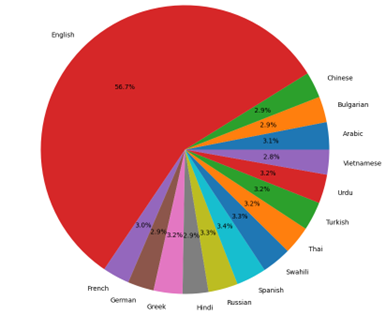 English
56.7%
Chinese
2.9%
Bulgarian
2.9%
Arabic
3.1%
Vietnamese
2.8%
Urdu
3.2%
Turkish
3.2%
Thai
3.2%
Swahili
3.3%
Spanish
3.4%
Russian
3.3%
Hindi
2.9%
Greek
3.2%
German
2.9%
French
3.0%